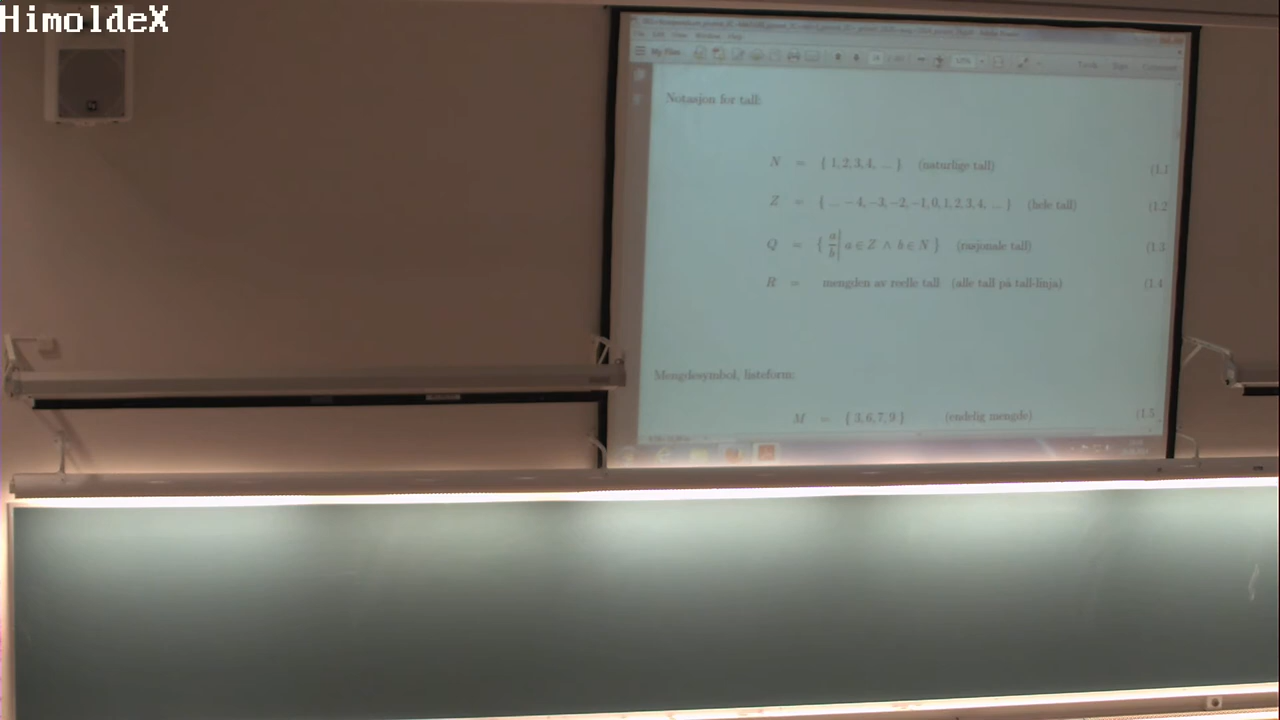 HimoldeX
My Files
Notasjon for tall:
N = { 1, 2, 3, 4, ... } (naturlige tall) (1.1
Z = { ... − 4, −3, −2, −1, 0, 1, 2, 3, 4, ... } (hele tall) (1.2
Q = { a/b | a ∈ Z ∧ b ∈ N } (rasjonale tall) (1.3
R = mengden av reelle tall (alle tall på tall-linja) (1.4
Mengdesymbol, listeform:
M = { 3, 6, 7, 9 } (endelig mengde) (1.5